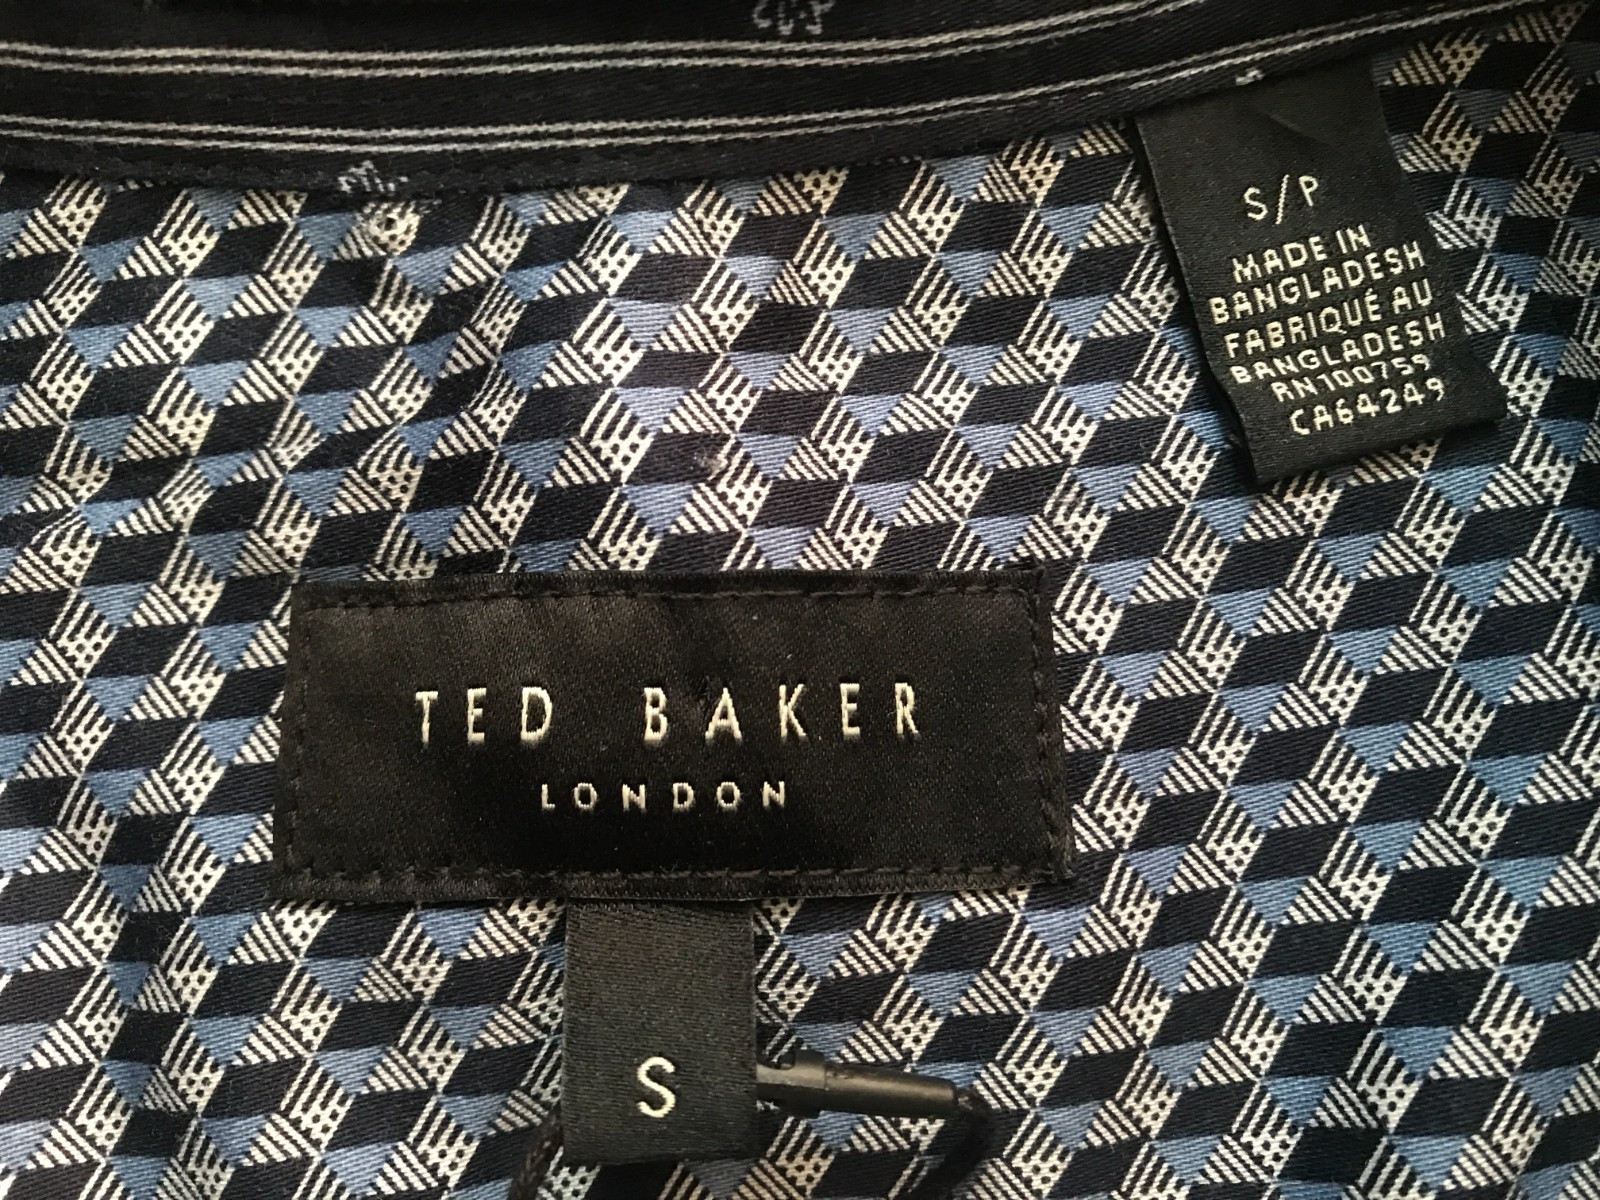 S/P
MADE IN
BANGLADESH
FABRIQUÉ AU
BANGLADESH
RN100759
CA64249
TED BAKER
LONDON
S